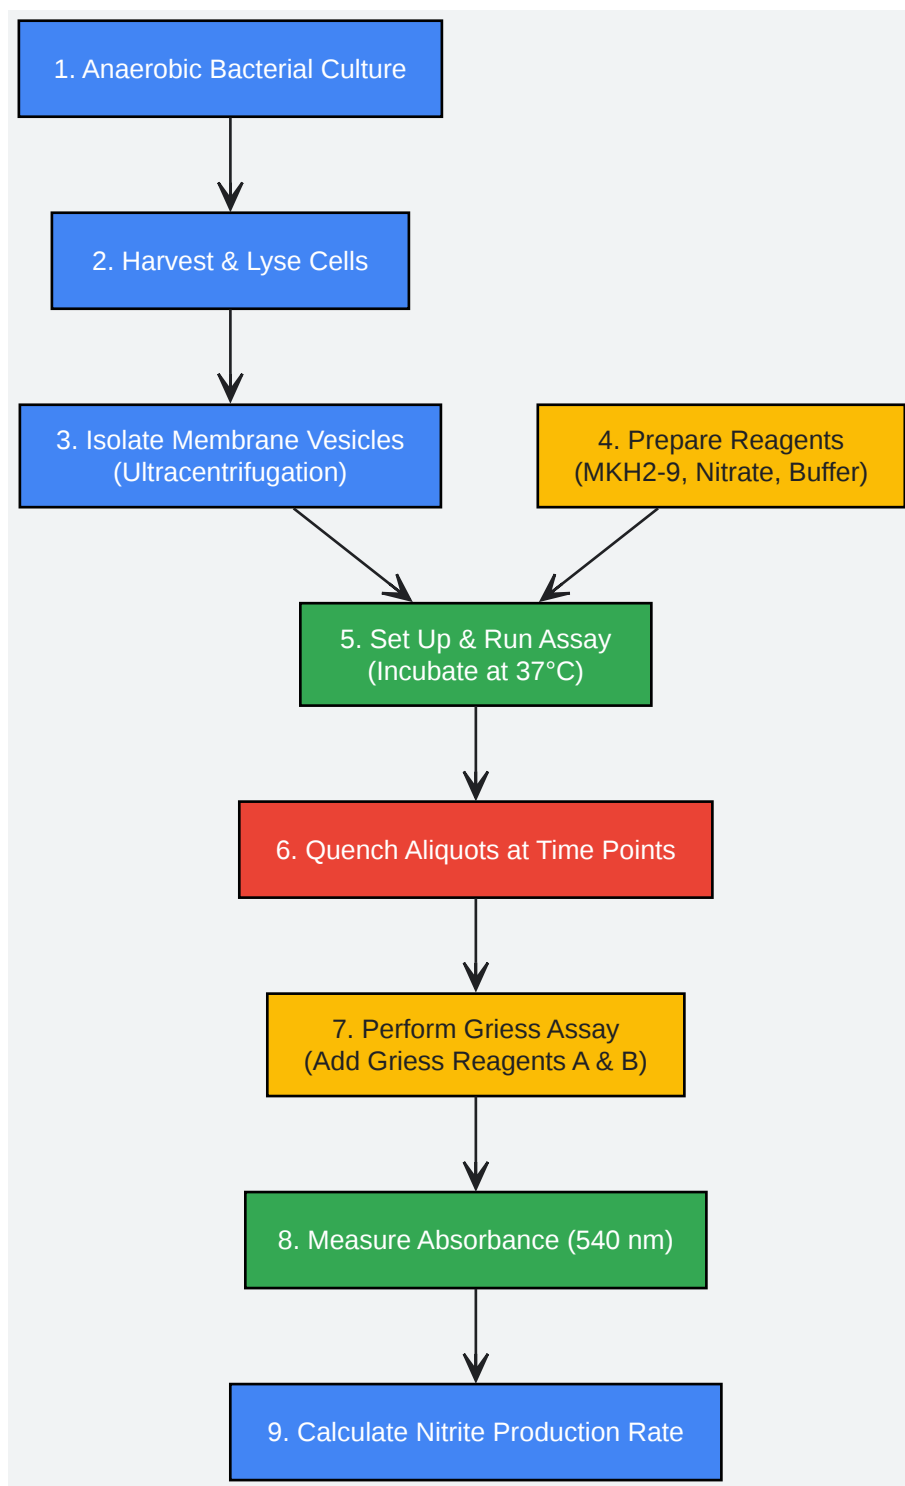 1. Anaerobic Bacterial Culture
2. Harvest & Lyse Cells
3. Isolate Membrane Vesicles
(Ultracentrifugation)
4. Prepare Reagents
(MKH2-9, Nitrate, Buffer)
5. Set Up & Run Assay
(Incubate at 37°C)
6. Quench Aliquots at Time Points
7. Perform Griess Assay
(Add Griess Reagents A & B)
8. Measure Absorbance (540 nm)
9. Calculate Nitrite Production Rate